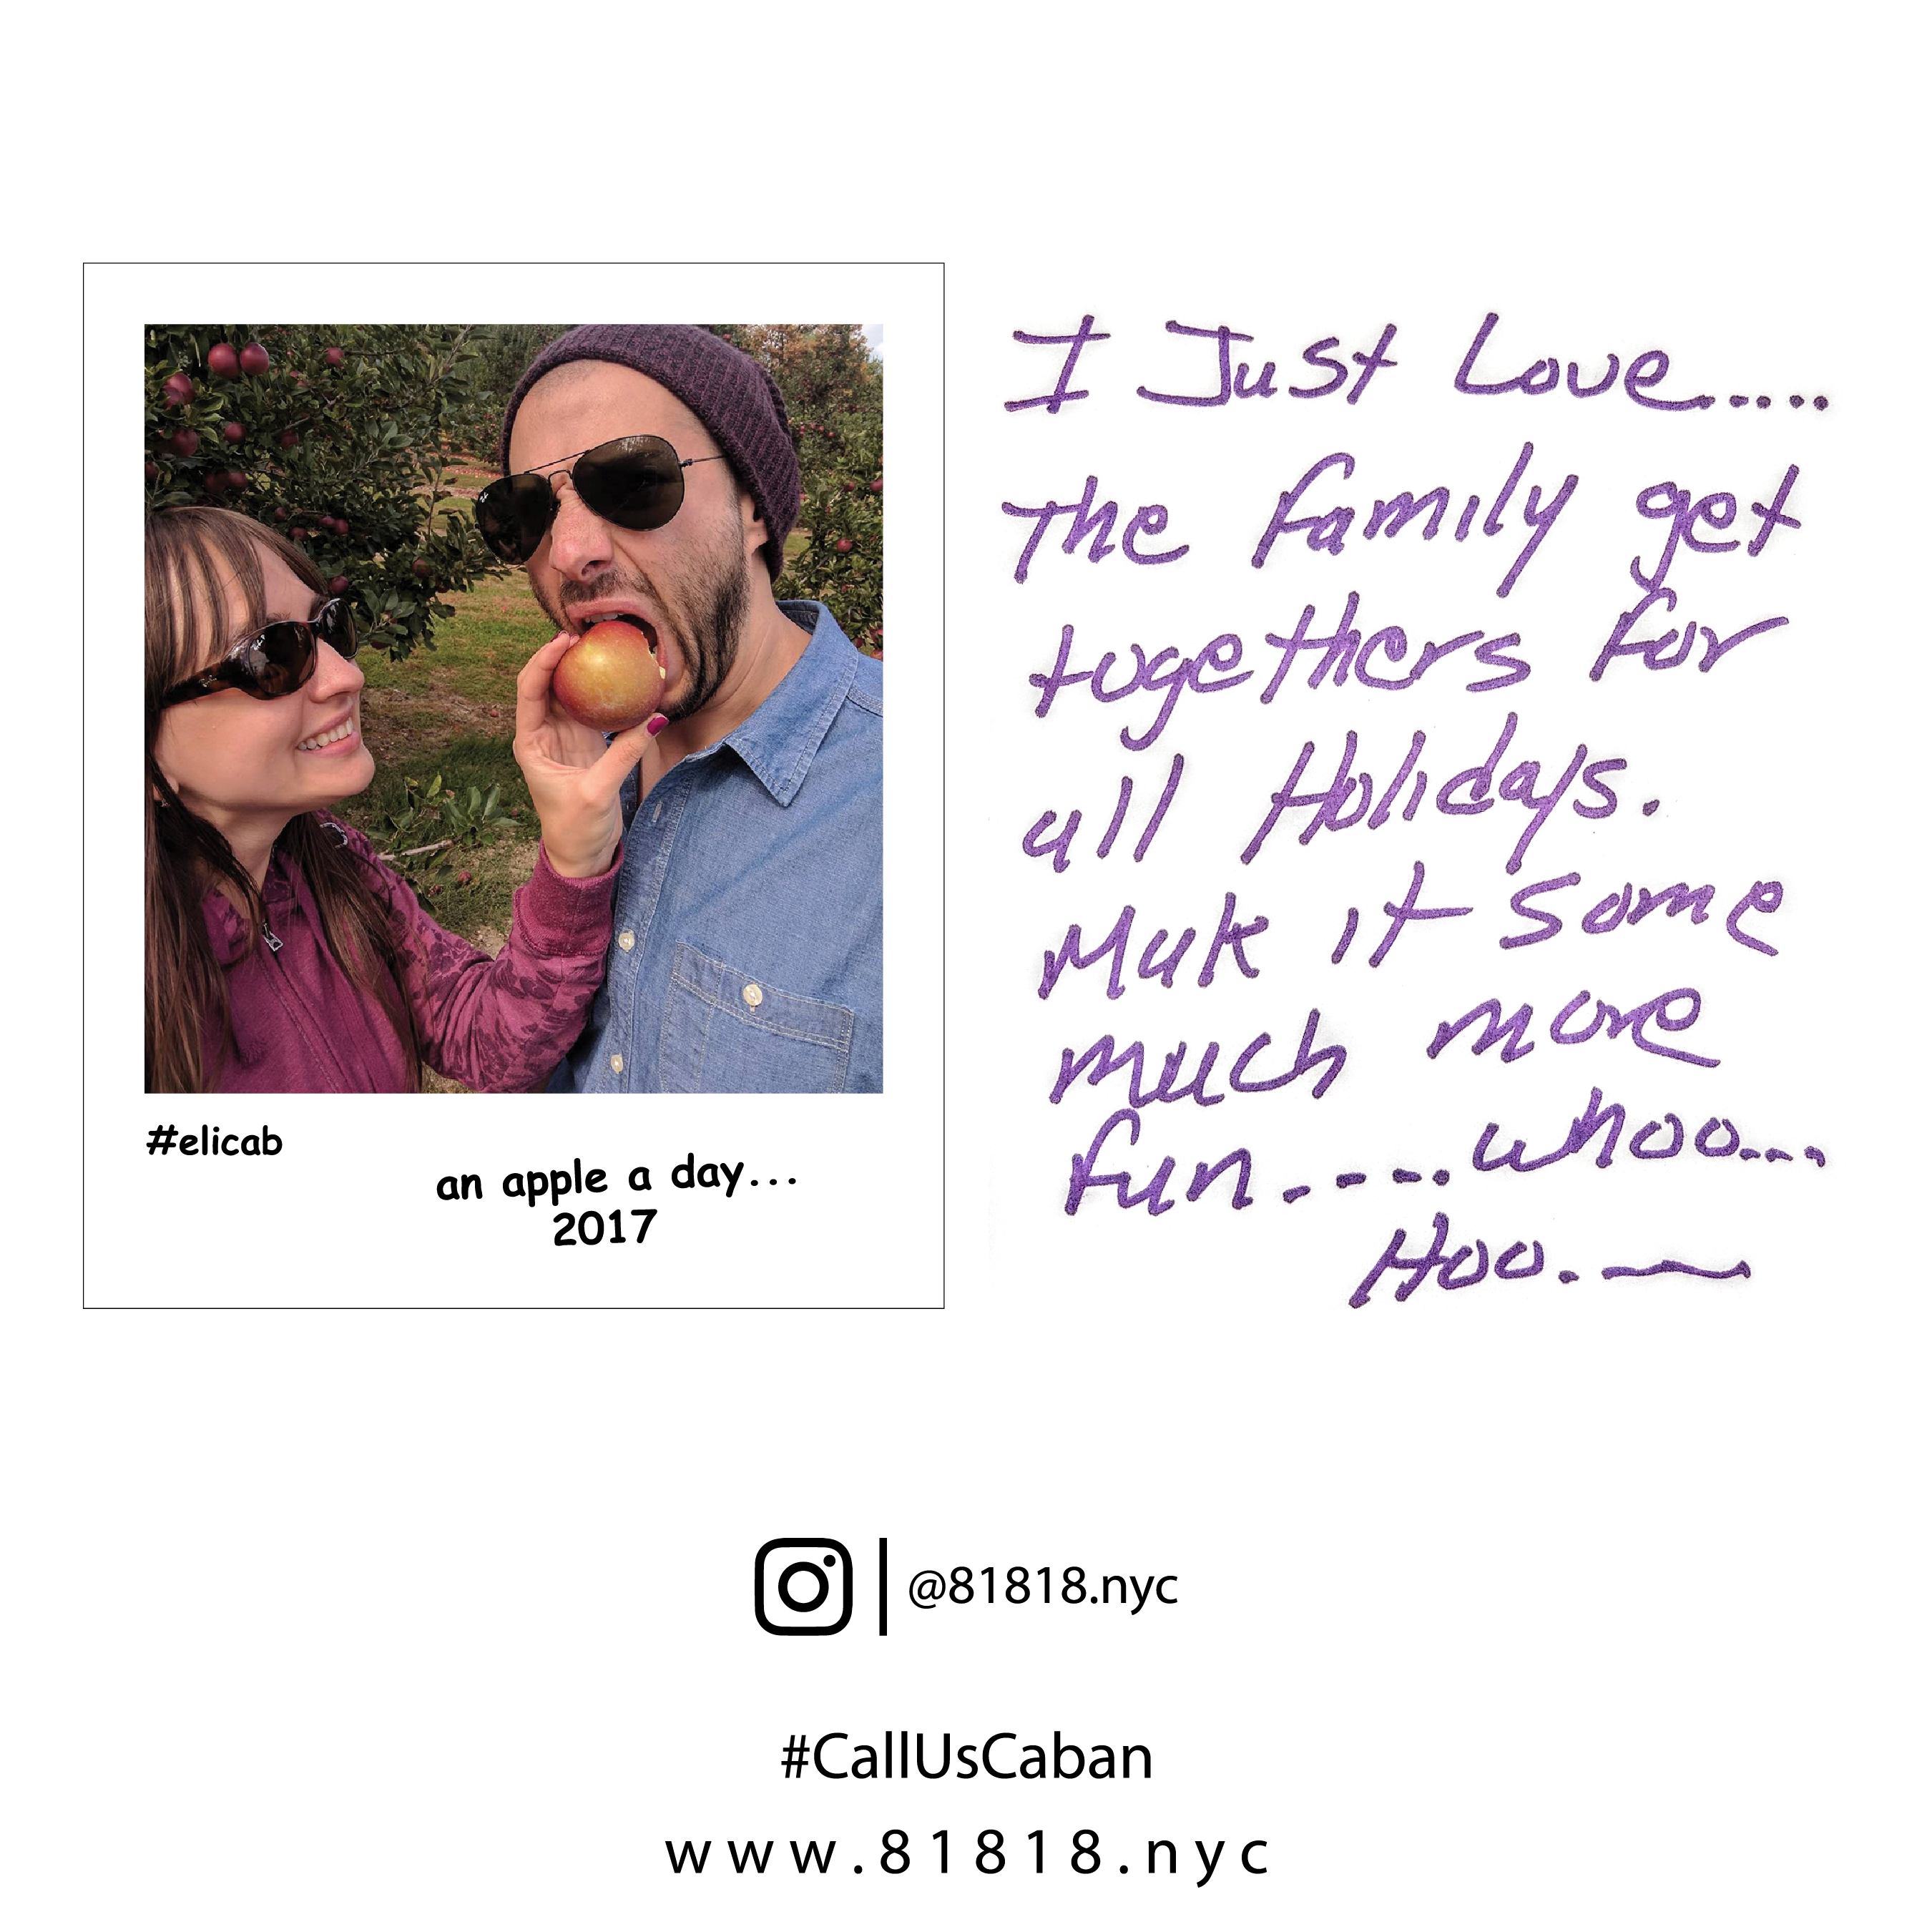 #elicab
an apple a day...
2017
I Just Love....
The family get
togethers for
all Holidays.
Mak it some
much more
fun.....whoo...
Hoo.
@81818.nyc
#CallUsCaban
www.81818.nyc